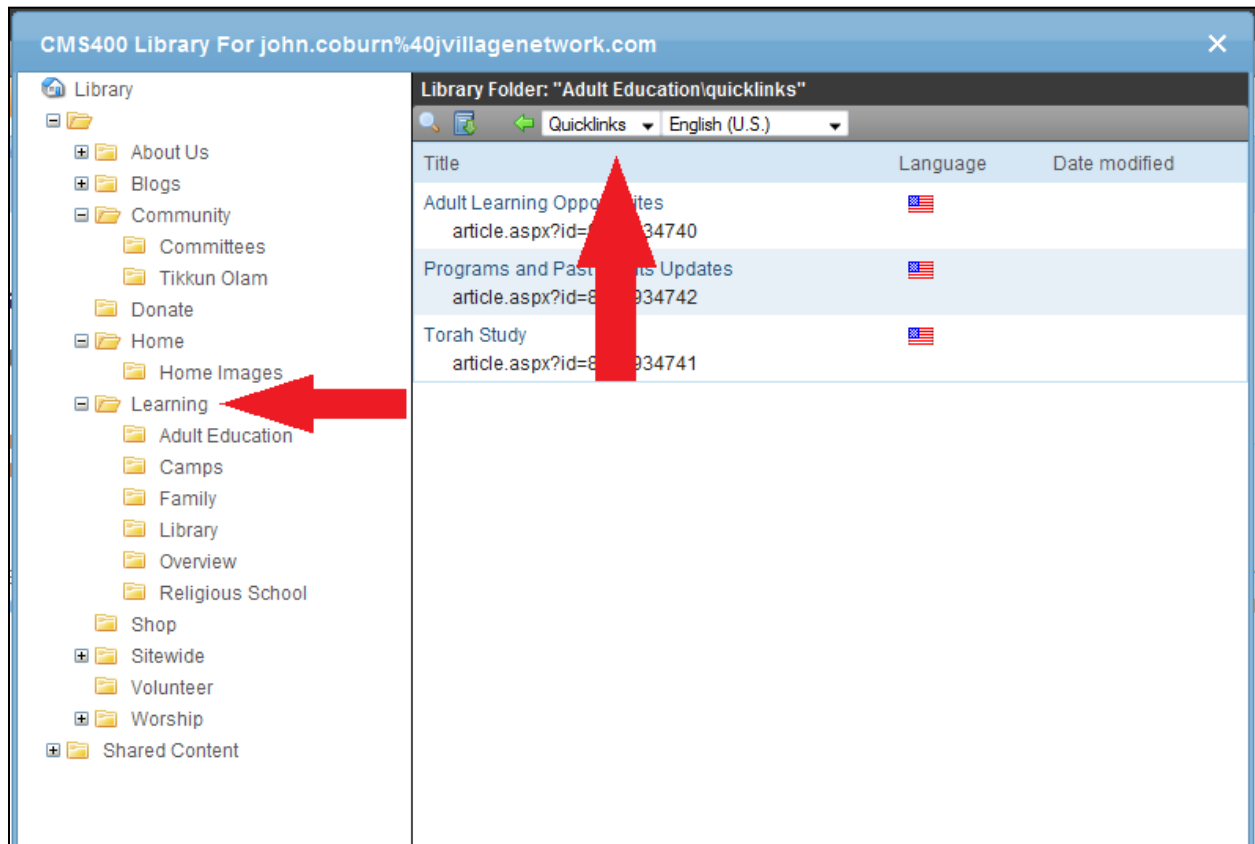 CMS400 Library For john.coburn%40jvillagenetwork.com
Library
About Us
Blogs
Community
Committees
Tikkun Olam
Donate
Home
Home Images
Learning
Adult Education
Camps
Family
Library
Overview
Religious School
Shop
Sitewide
Volunteer
Worship
Shared Content
Library Folder: "Adult Education\quicklinks"
Quicklinks English (U.S.)
Title Language Date modified
Adult Learning
article.aspx?id= 34740
Programs and Past Updates
article.aspx?id=8 934742
Torah Study
article.aspx?id=8 934741